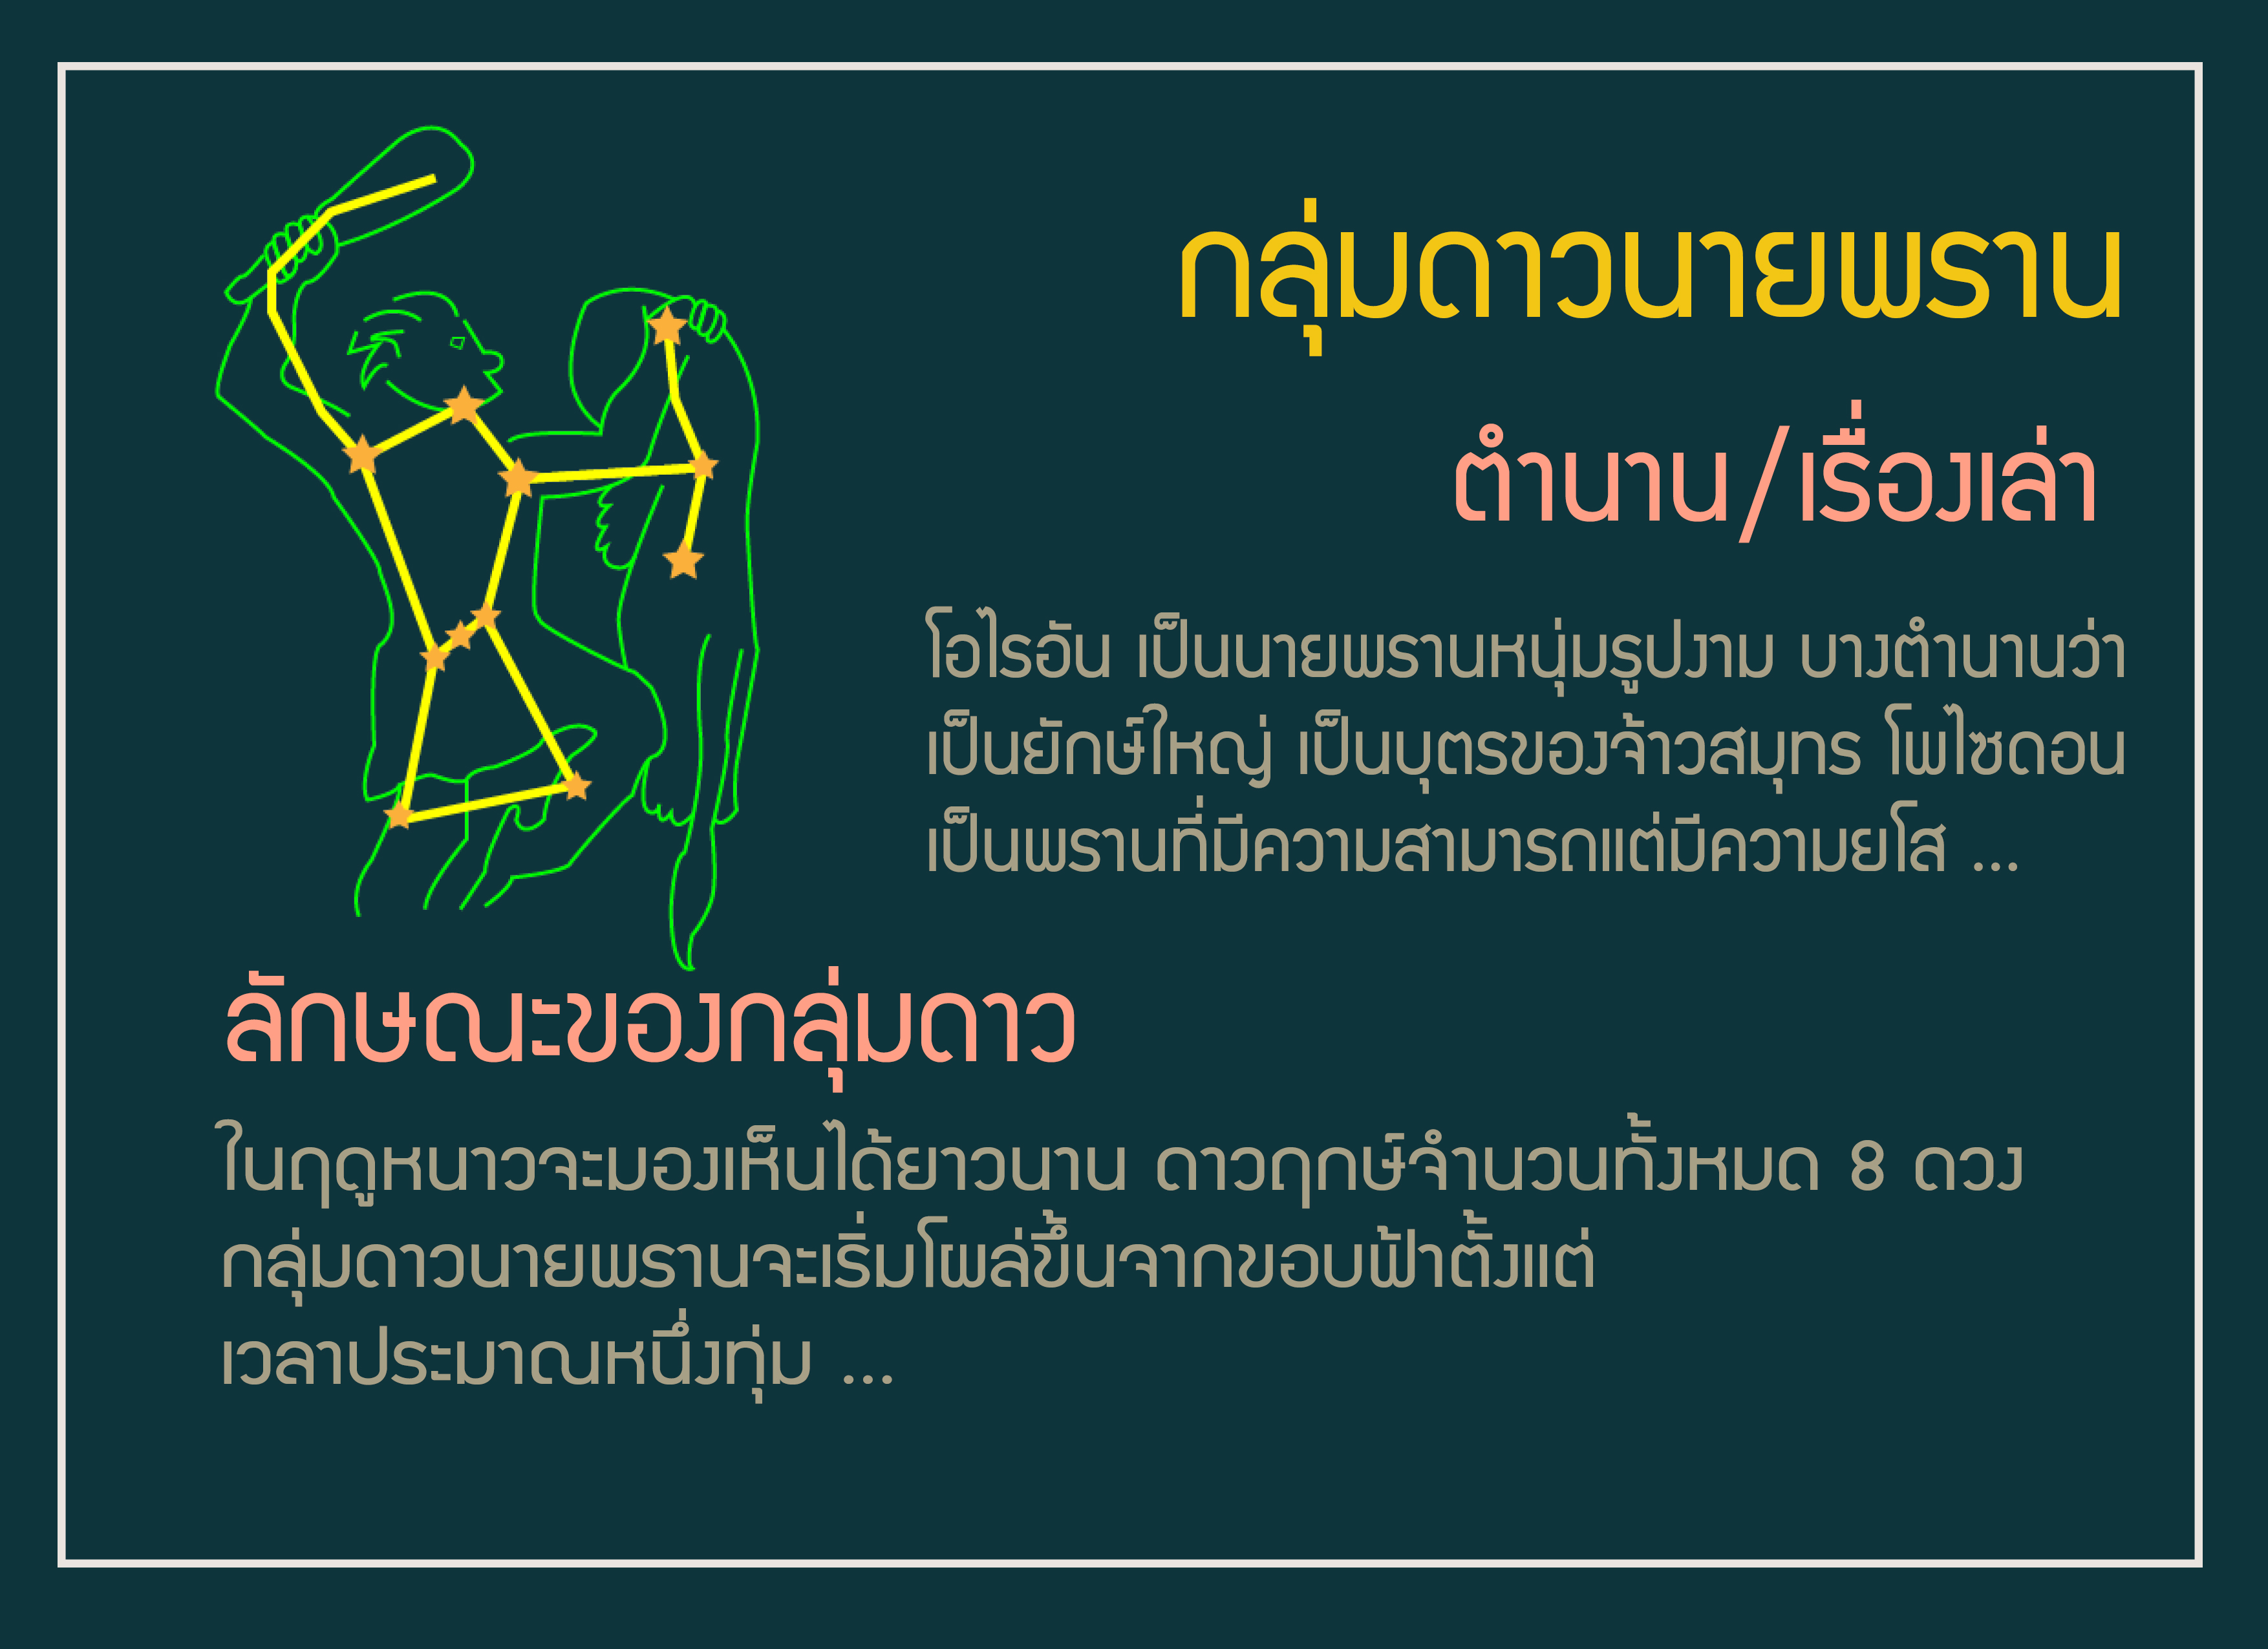 กลุ่มดาวนายพราน
ตำนาน/เรื่องเล่า
โอไรอัน เป็นนายพรานหนุ่มรูปงาม บางตำนานว่า
เป็นยักษ์ใหญ่ เป็นบุตรของจ้าวสมุทร โพไซดอน
เป็นพรานที่มีความสามารถแต่มีความยโส ...
ลักษณะของกลุ่มดาว
ในฤดูหนาวจะมองเห็นได้ยาวนาน ดาวฤกษ์จำนวนทั้งหมด 8 ดวง
กลุ่มดาวนายพรานจะเริ่มโผล่ขึ้นจากขอบฟ้าตั้งแต่
เวลาประมาณหนึ่งทุ่ม ...